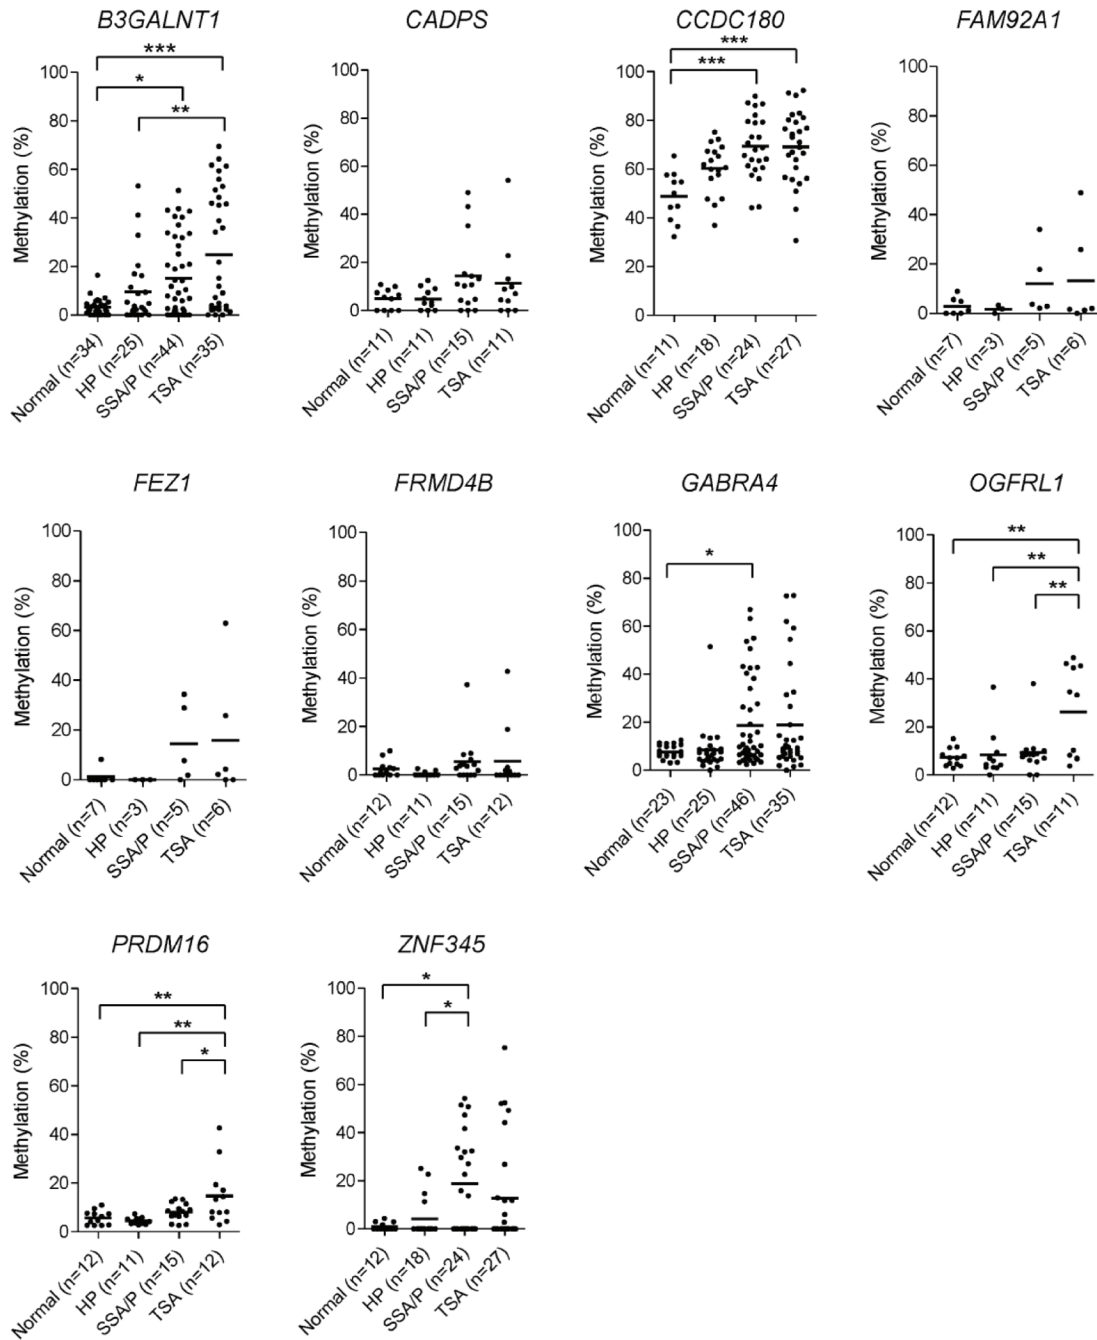 B3GALNT1
***
*
**
Methylation (%)
100
80
60
40
20
0
Normal (n=34)
HP (n=25)
SSA/P (n=44)
TSA (n=35)
CADPS
Methylation (%)
100
80
60
40
20
0
Normal (n=11)
HP (n=11)
SSA/P (n=15)
TSA (n=11)
CCDC180
***
***
Methylation (%)
100
80
60
40
20
0
Normal (n=11)
HP (n=18)
SSA/P (n=24)
TSA (n=27)
FAM92A1
Methylation (%)
100
80
60
40
20
0
Normal (n=7)
HP (n=3)
SSA/P (n=5)
TSA (n=6)
FEZ1
Methylation (%)
100
80
60
40
20
0
Normal (n=7)
HP (n=3)
SSA/P (n=5)
TSA (n=6)
FRMD4B
Methylation (%)
100
80
60
40
20
0
Normal (n=12)
HP (n=11)
SSA/P (n=15)
TSA (n=12)
GABRA4
*
Methylation (%)
100
80
60
40
20
0
Normal (n=23)
HP (n=25)
SSA/P (n=46)
TSA (n=35)
OGFRL1
**
**
**
Methylation (%)
100
80
60
40
20
0
Normal (n=12)
HP (n=11)
SSA/P (n=15)
TSA (n=11)
PRDM16
**
**
*
Methylation (%)
100
80
60
40
20
0
Normal (n=12)
HP (n=11)
SSA/P (n=15)
TSA (n=12)
ZNF345
*
*
Methylation (%)
100
80
60
40
20
0
Normal (n=12)
HP (n=18)
SSA/P (n=24)
TSA (n=27)